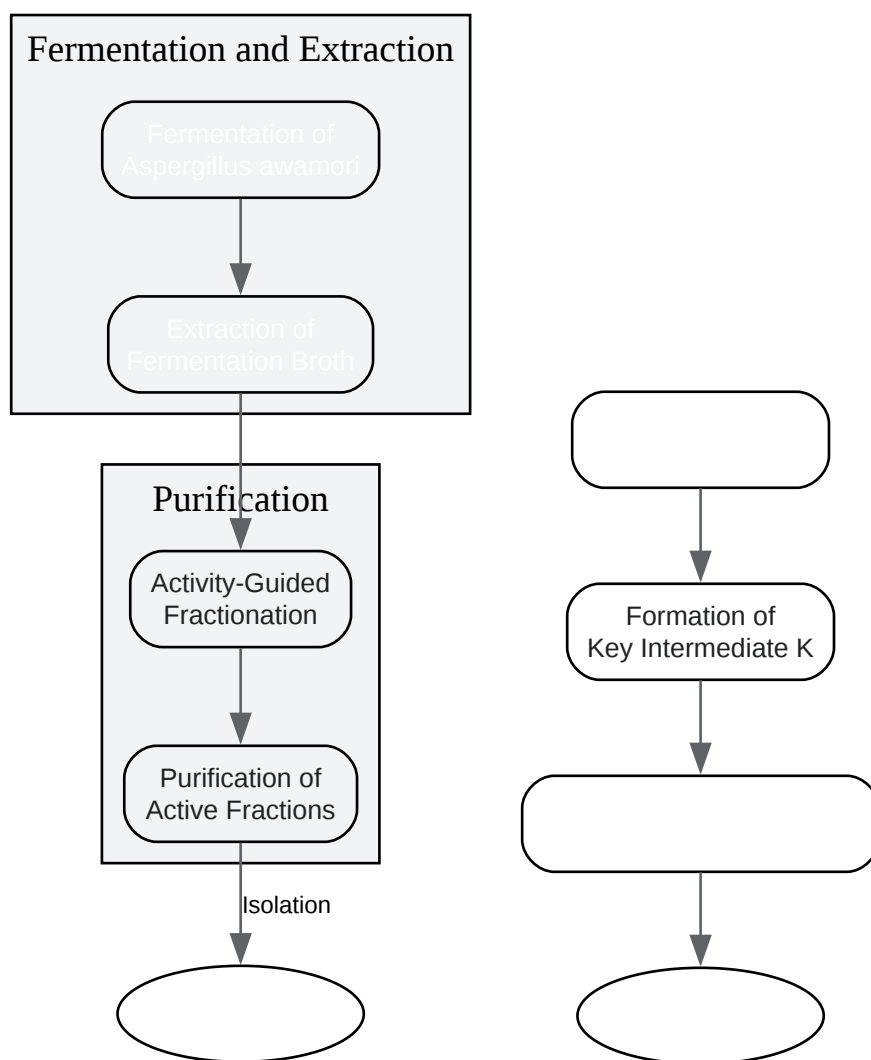 Fermentation and Extraction
Fermentation of
Aspergillus awamori
Extraction of
Fermentation Broth
Purification
Activity-Guided
Fractionation
Purification of
Active Fractions
Isolation
Formation of
Key Intermediate K